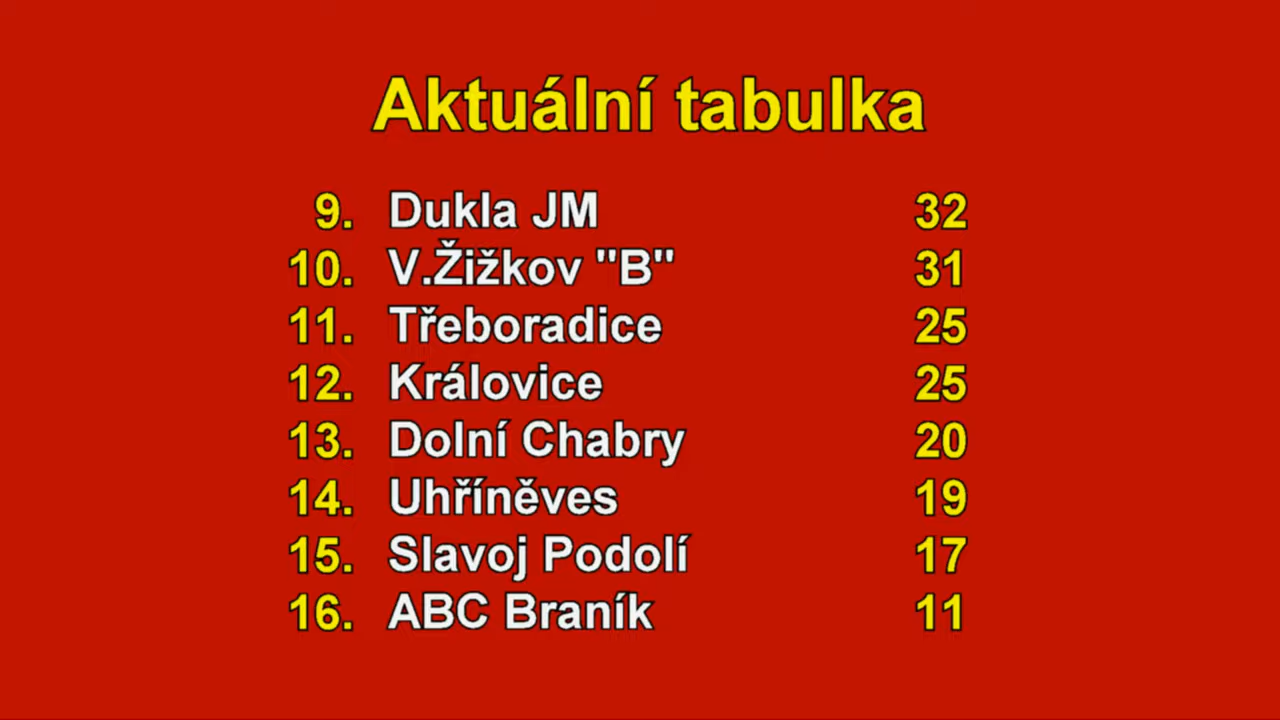 Aktuální tabulka
9. Dukla JM 32
10. V.Žižkov "B" 31
11. Třeboradice 25
12. Královice 25
13. Dolní Chabry 20
14. Uhříněves 19
15. Slavoj Podolí 17
16. ABC Braník 11